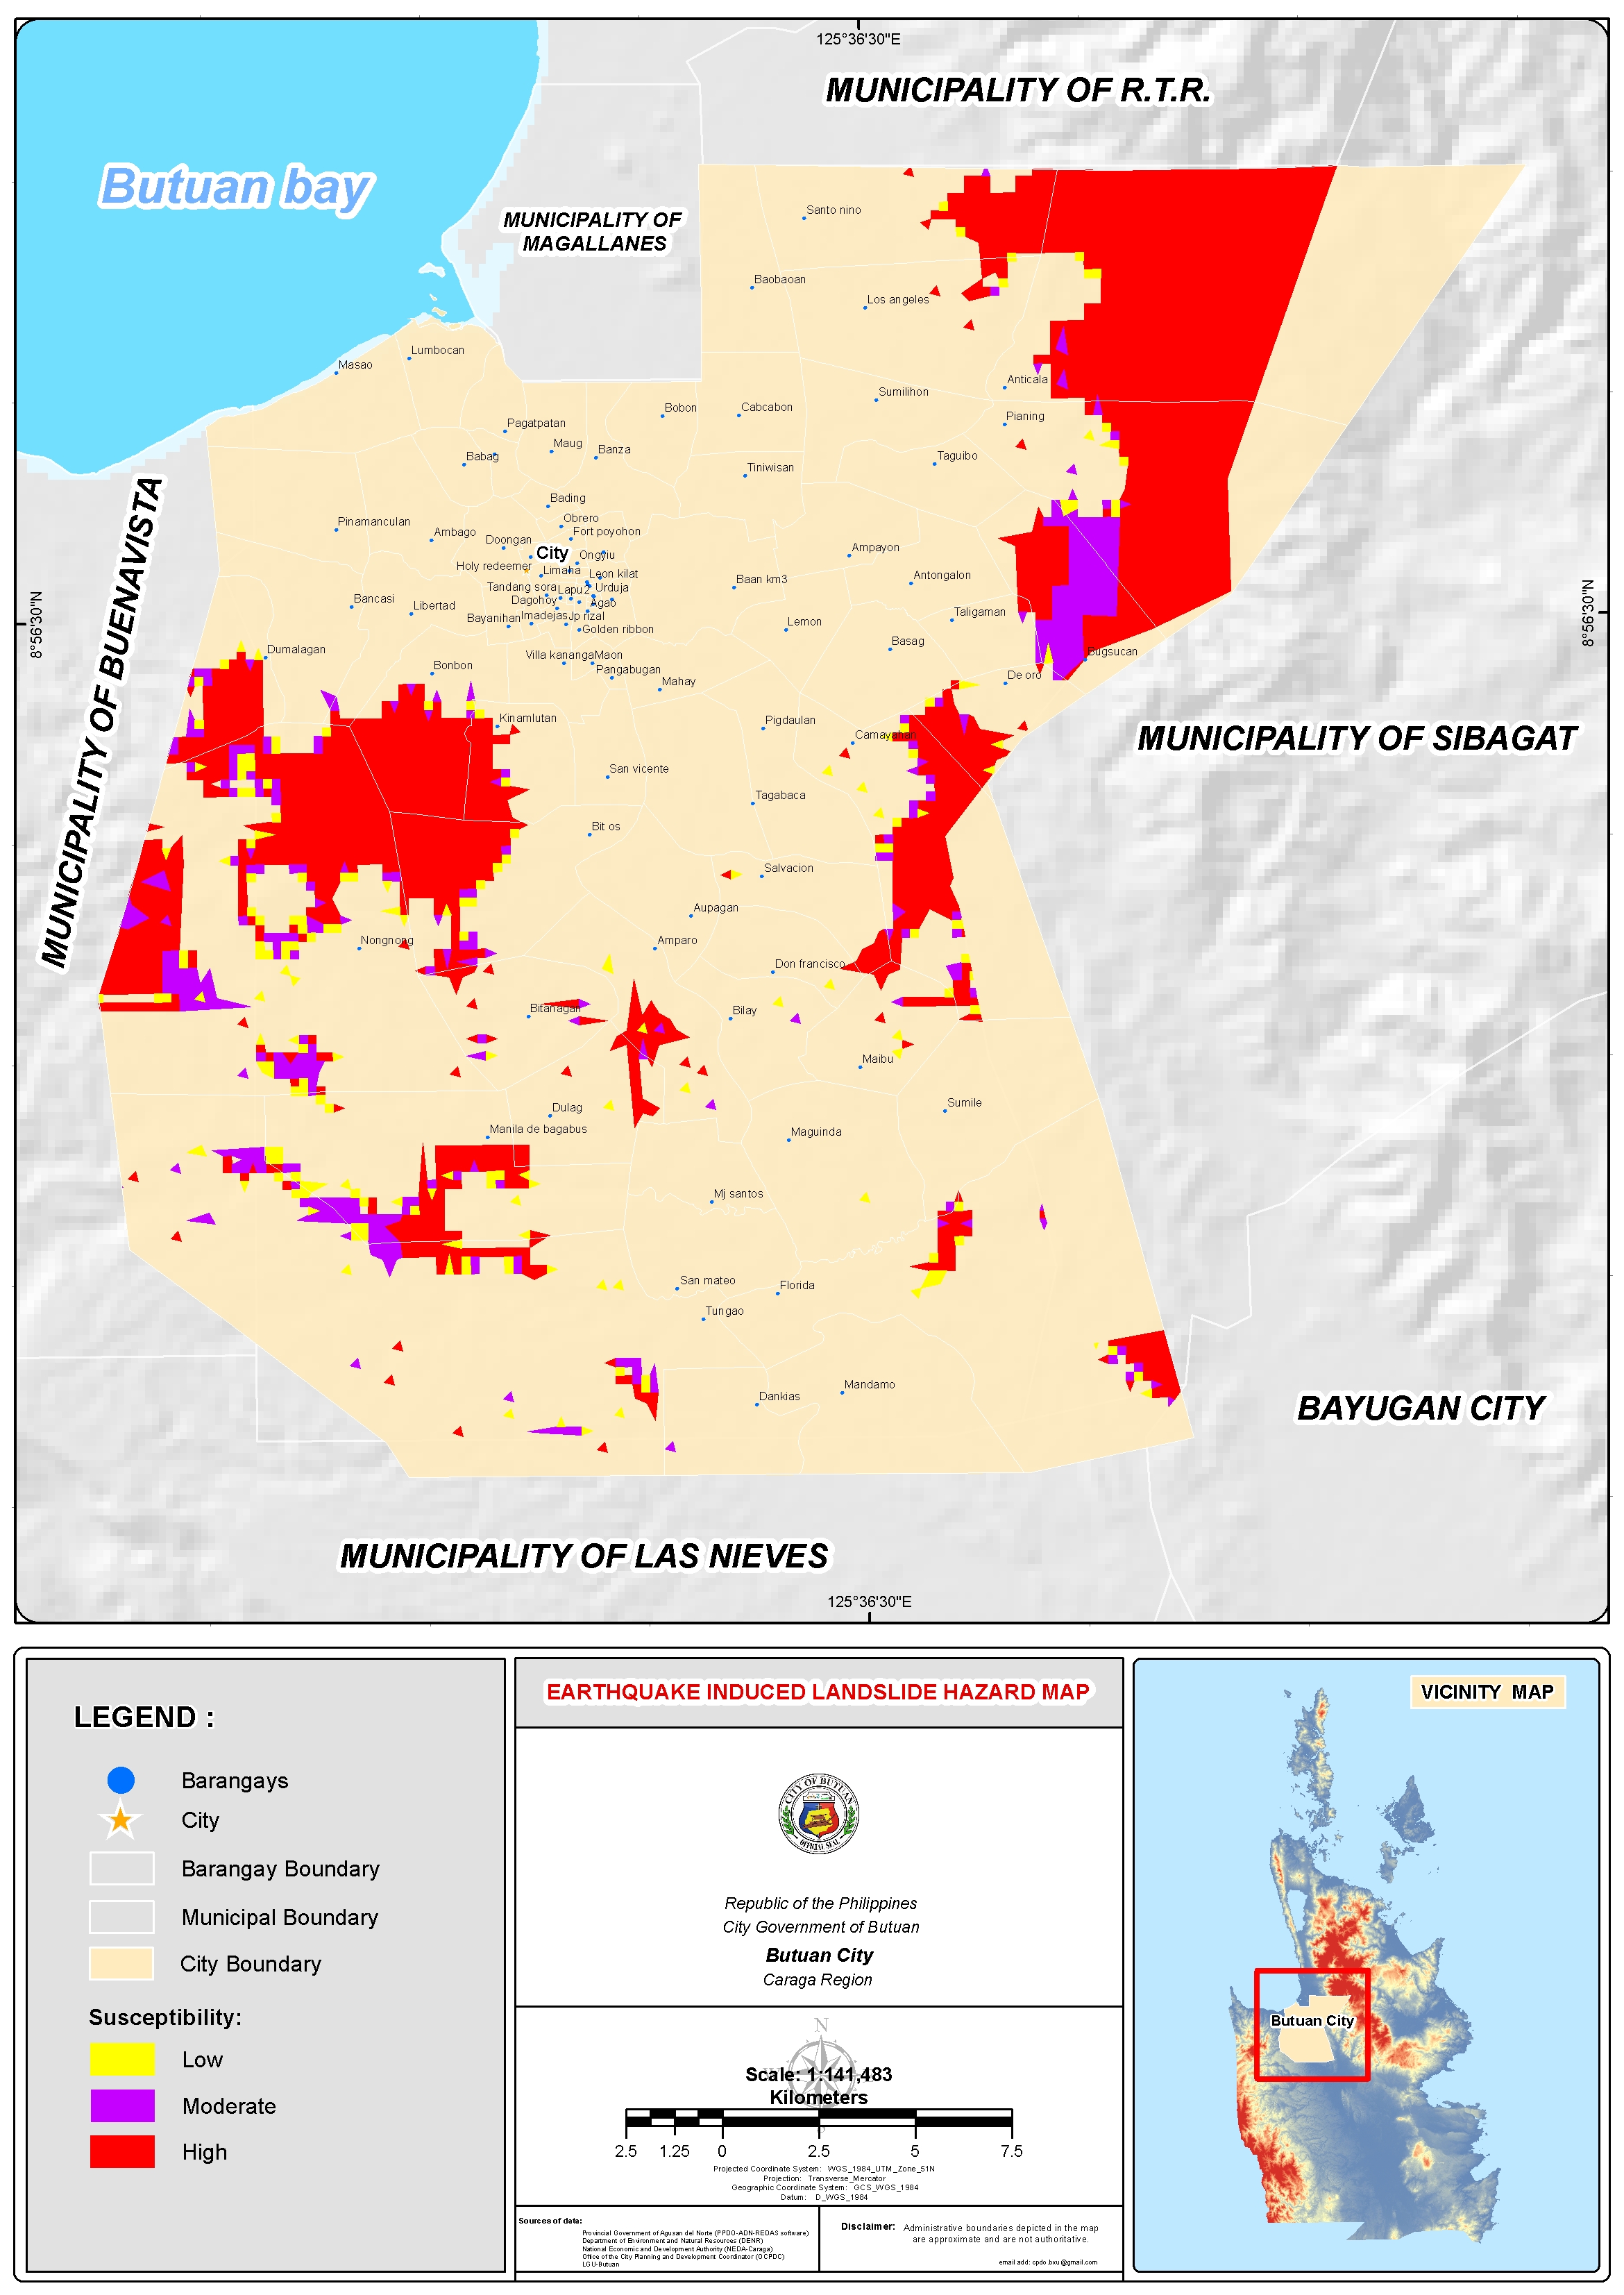 125°36'30"E
MUNICIPALITY OF R.T.R.
Butuan bay
MUNICIPALITY OF
MAGALLANES
Santo nino
Baobaoan
Los angeles
Lumbocan
Masao
Anticala
Sumilihon
Bobon
Cabcabon
Pianing
Pagatpatan
Maug
Banza
Babag
Taguibo
Tiniwisan
MUNICIPALITY OF BUENAVISTA
Bading
Pinamanculan
Obrero
Ambago
Fort poyohon
Doongan
City
Ongyiu
Ampayon
Holy redeemer
Limaha
Leon kilat
Baan km3
Antongalon
Tandang sora
Lapu2
Urduja
Bancasi
Libertad
Dagohoy
Agao
Taligaman
8°56'30"N
8°56'30"N
Bayanihan
Imadejas
Jp rizal
Golden ribbon
Lemon
Basag
Dumalagan
Villa kananga
Maon
Bugsucan
Bonbon
Pangabugan
Mahay
De oro
Kinamlutan
Pigdaulan
Camayahan
MUNICIPALITY OF SIBAGAT
San vicente
Tagabaca
Bit os
Salvacion
Aupagan
Nongnong
Amparo
Don francisco
Bitanagan
Bilay
Maibu
Dulag
Sumile
Manila de bagabus
Maguinda
Mj santos
San mateo
Florida
Tungao
Dankias
Mandamo
BAYUGAN CITY
MUNICIPALITY OF LAS NIEVES
125°36'30"E
LEGEND :
Barangays
City
Barangay Boundary
Municipal Boundary
City Boundary
Susceptibility:
Low
Moderate
High
EARTHQUAKE INDUCED LANDSLIDE HAZARD MAP
CITY OF BUTUAN
OFFICIAL SEAL
Republic of the Philippines
City Government of Butuan
Butuan City
Caraga Region
N
Scale: 1:141,483
Kilometers
2.5 1.25 0 2.5 5 7.5
Projected Coordinate System: WGS_1984_UTM_Zone_51N
Projection: Transverse_Mercator
Geographic Coordinate System: GCS_WGS_1984
Datum: D_WGS_1984
Sources of data:
Provincial Government of Agusan del Norte (PPDO-ADN-REDAS software)
Department of Environment and Natural Resources (DENR)
National Economic and Development Authority (NEDA-Caraga)
Office of the City Planning and Development Coordinator (OCPDC)
LGU-Butuan
Disclaimer: Administrative boundaries depicted in the map
are approximate and are not authoritative.
email add: cpdo.bxu@gmail.com
VICINITY MAP
Butuan City